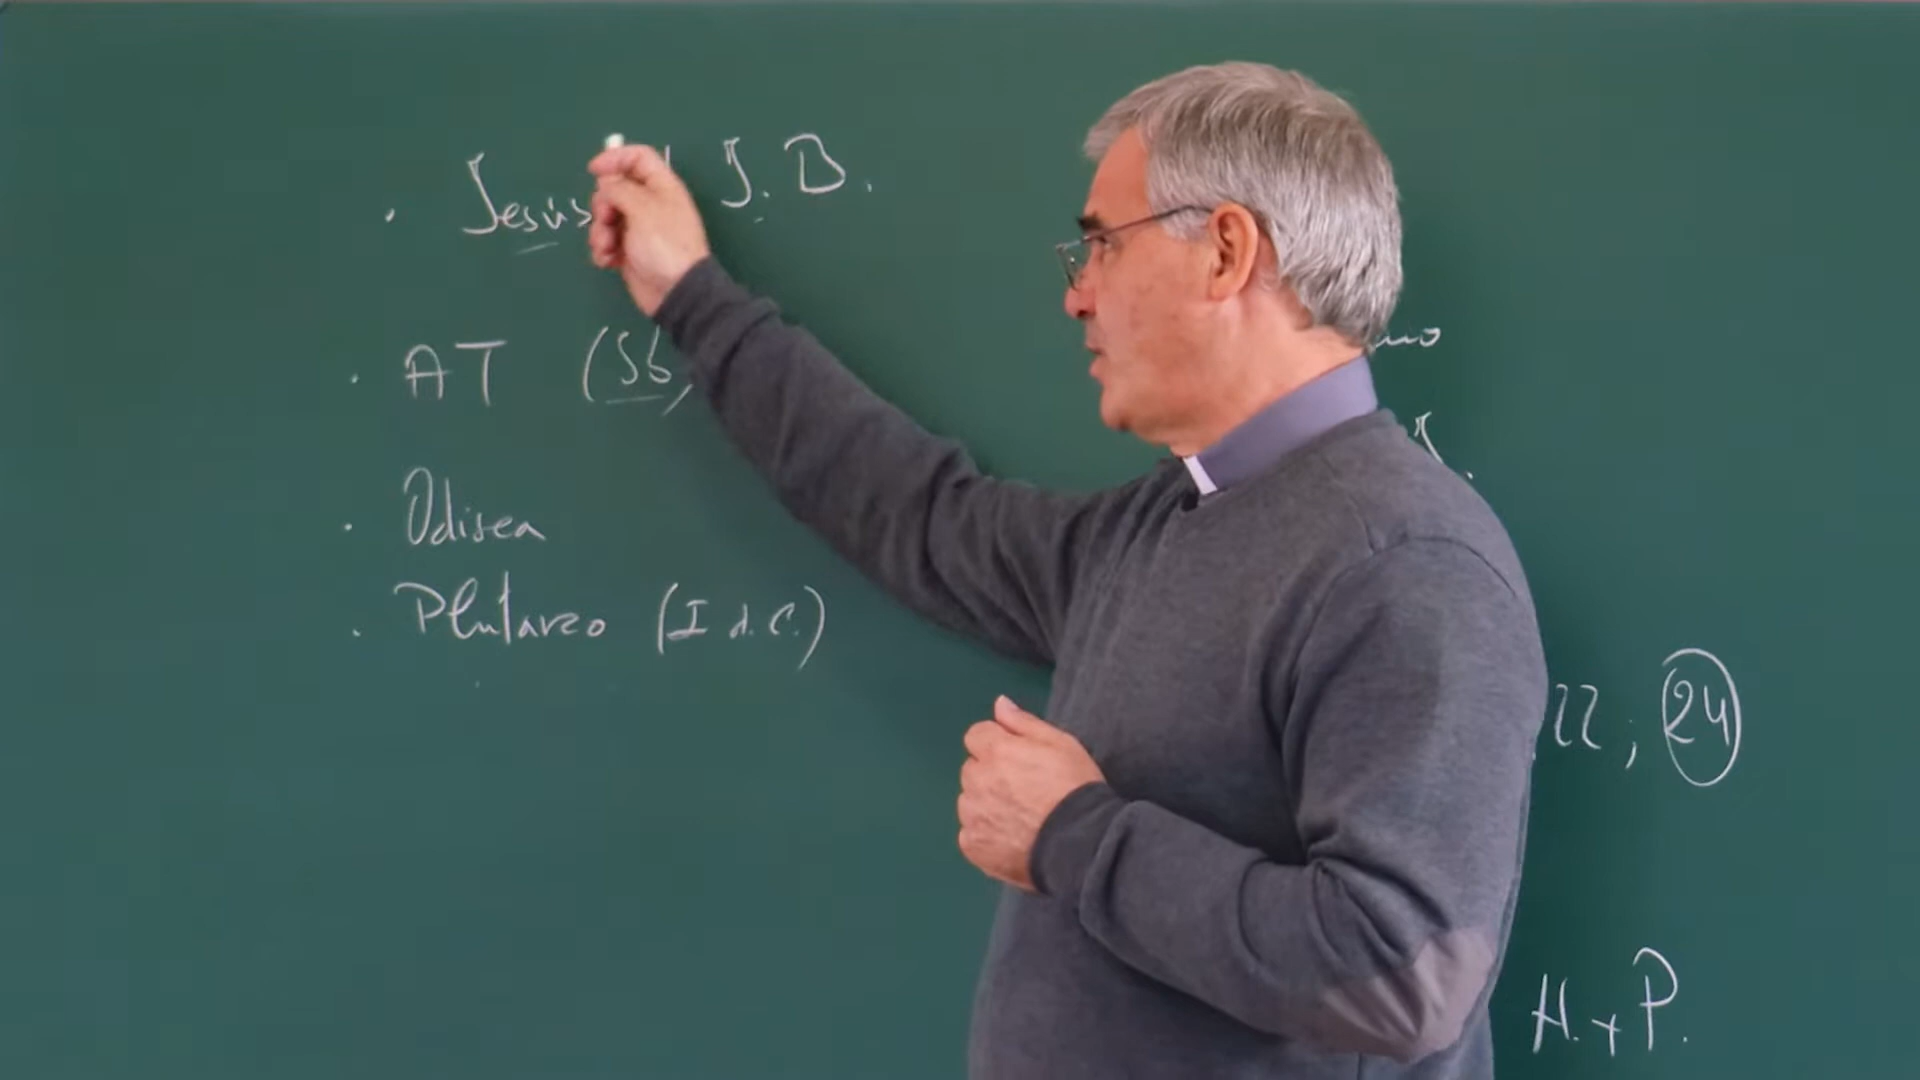 · Jesús J. B.
· AT (Sb,
· Odisea
· Plutarco (I d.C.)
J.
22 ; 24
H. y P.